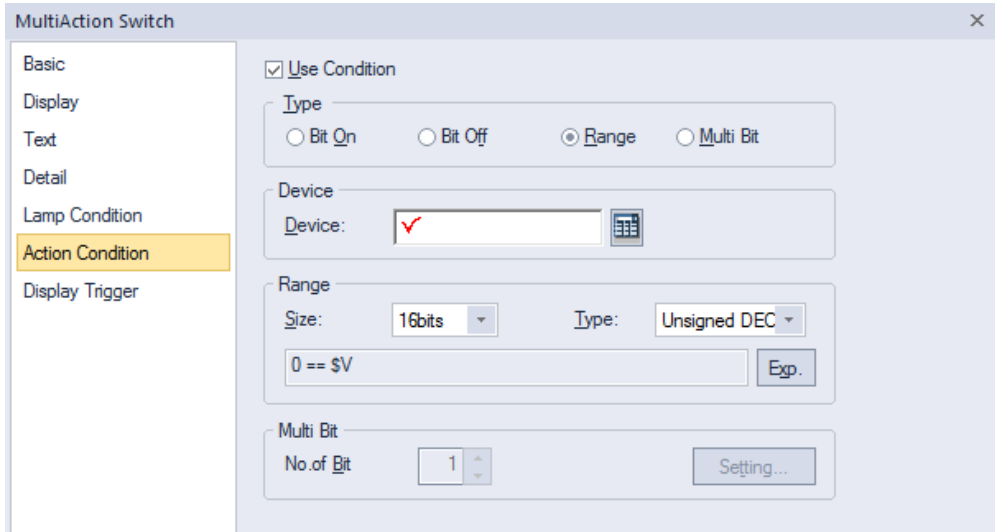 MultiAction Switch
Basic
Display
Text
Detail
Lamp Condition
Action Condition
Display Trigger
Use Condition
Type
Bit On Bit Off Range Multi Bit
Device
Device:
Range
Size: 16bits Type: Unsigned DEC
0 == $V Exp.
Multi Bit
No.of Bit 1 Setting...